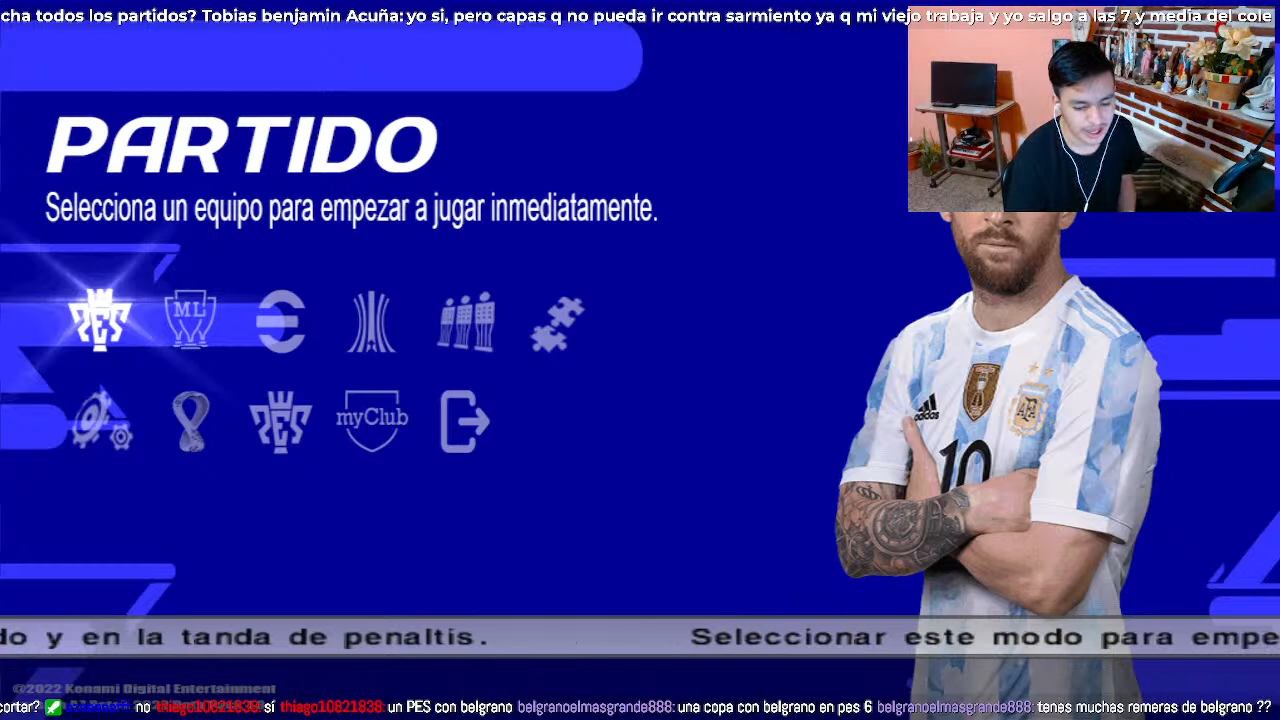 cha todos los partidos? Tobias benjamin Acuña: yo si, pero capas q no pueda ir contra sarmiento ya q mi viejo trabaja y yo salgo a las 7 y media del cole
PARTIDO
Selecciona un equipo para empezar a jugar inmediatamente.
PES ML
PES myClub
adidas
AFA
10
do y en la tanda de penaltis. Seleccionar este modo para empe
©2022 Konami Digital Entertainment
cortar? no thiago10821838: sí thiago10821838: un PES con belgrano belgranoelmasgrande888: una copa con belgrano en pes 6 belgranoelmasgrande888: tenes muchas remeras de belgrano ??